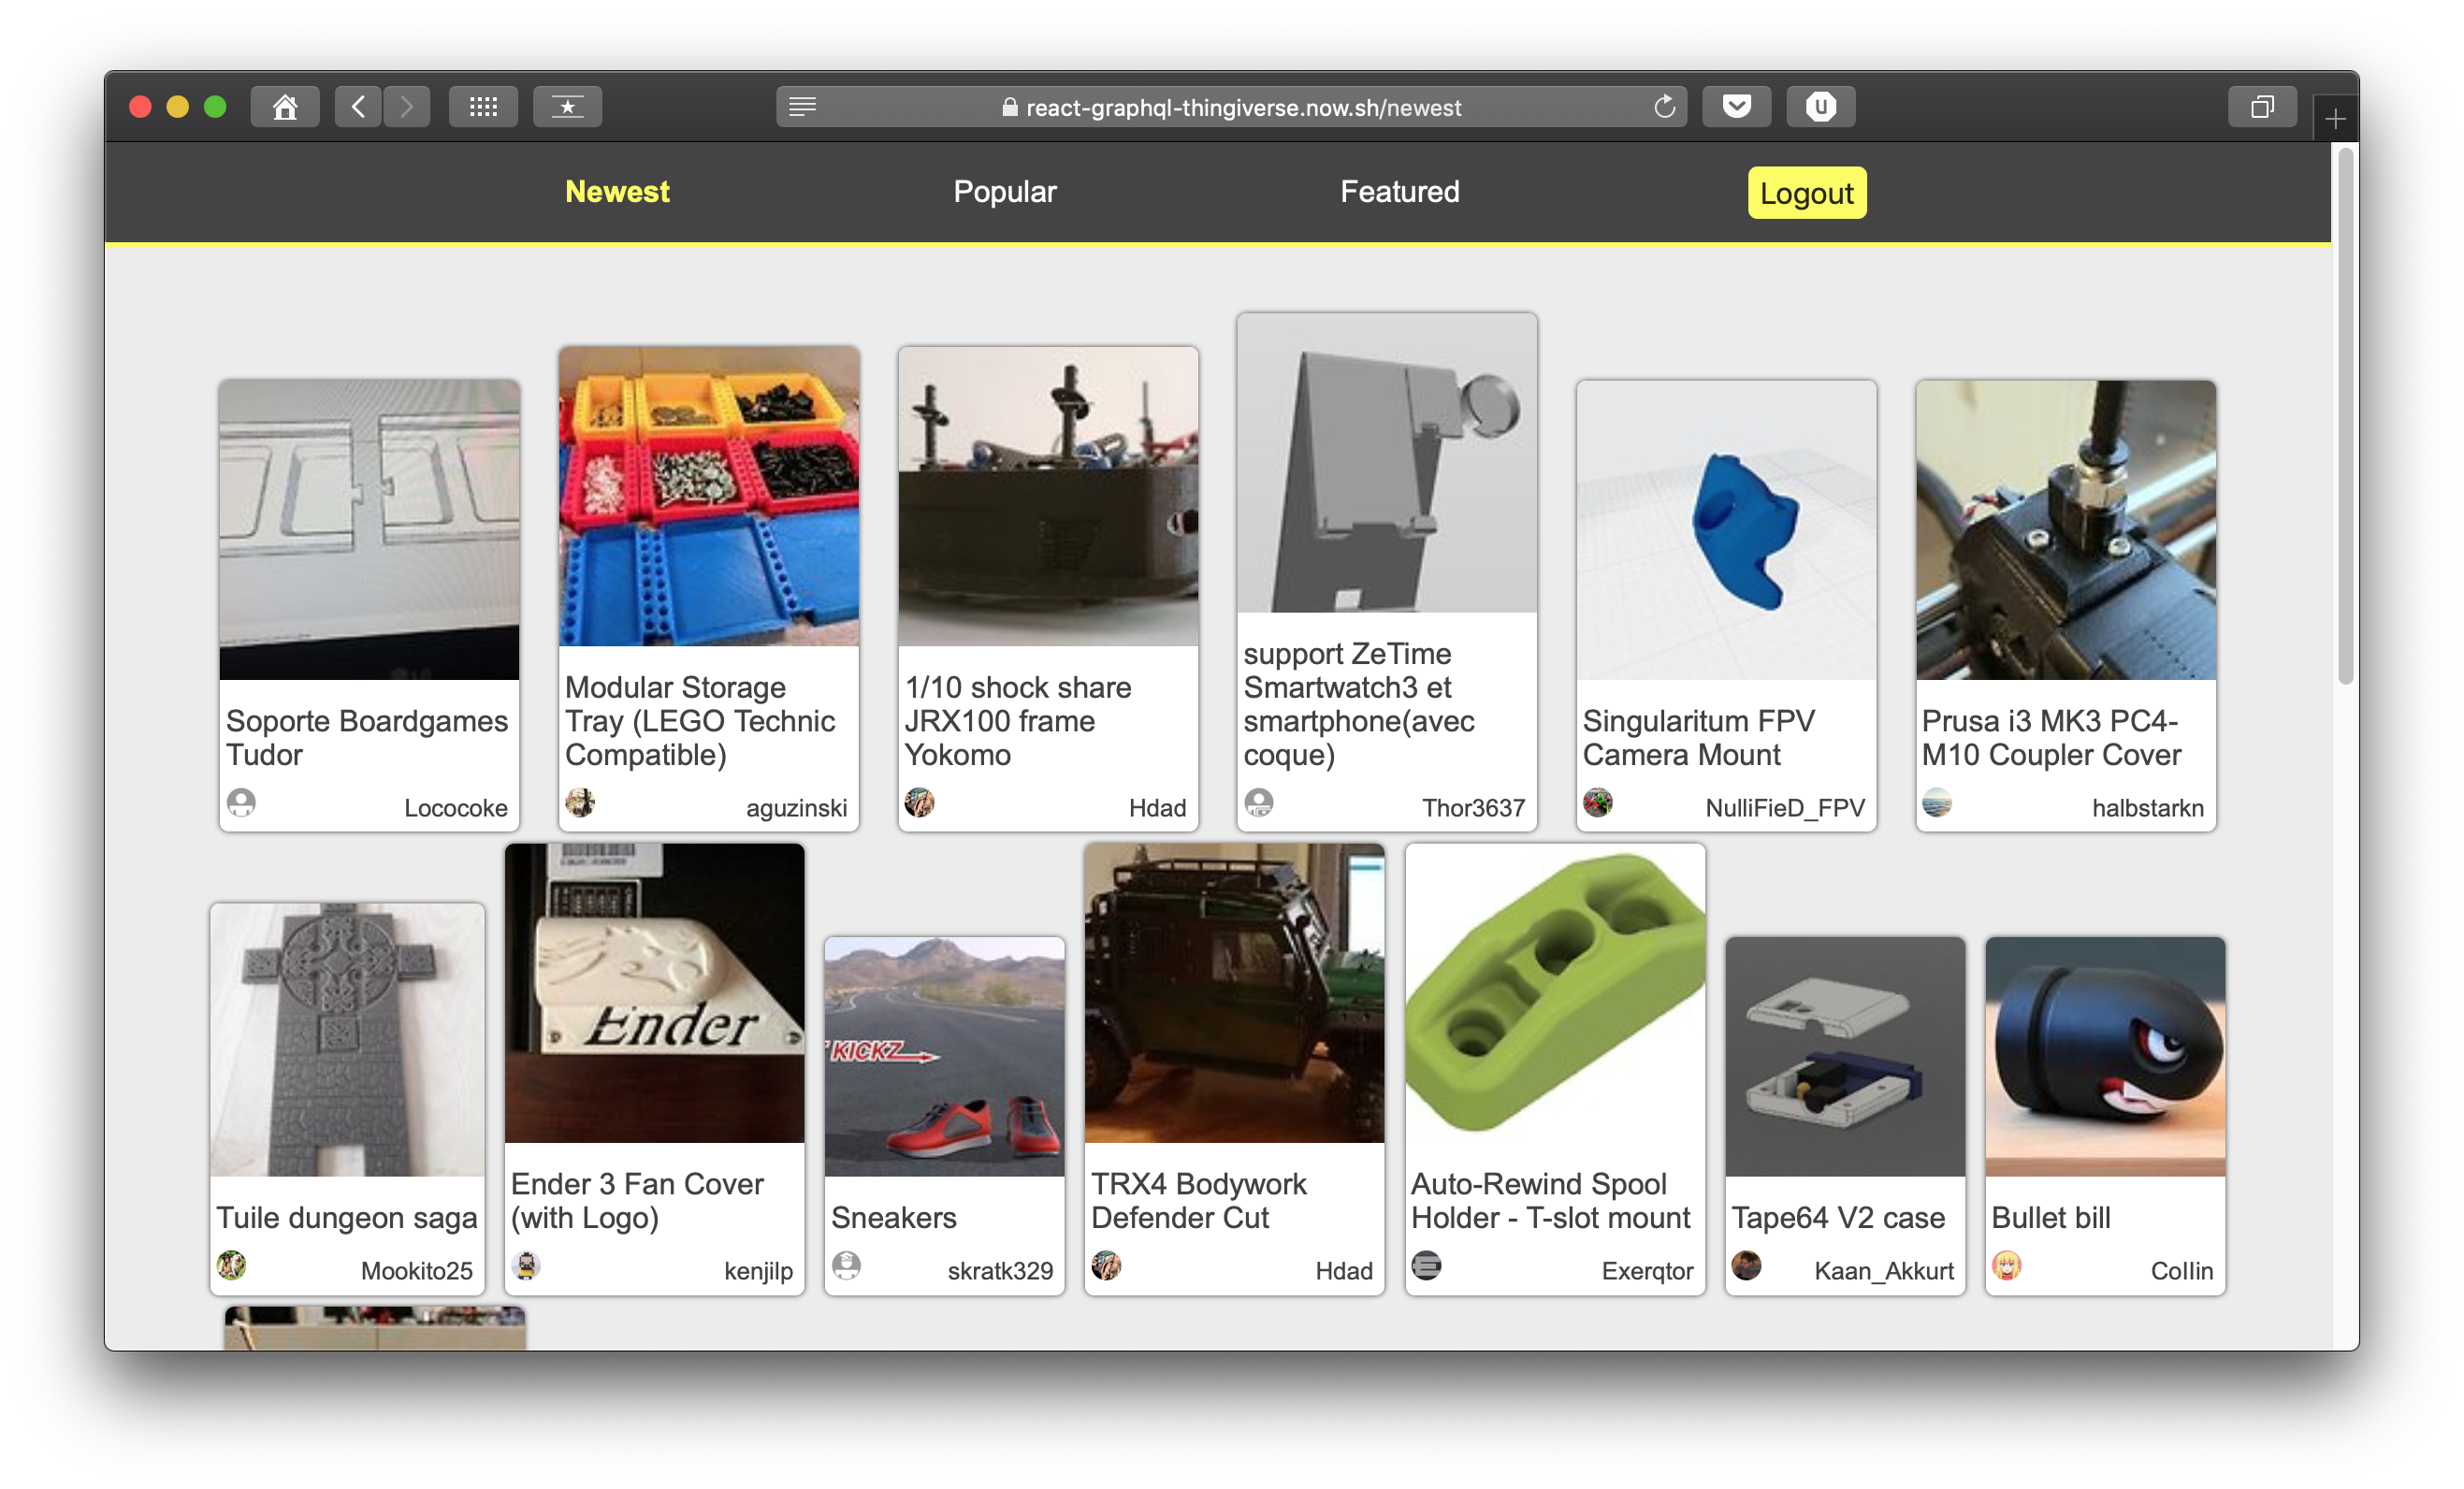 react-graphql-thingiverse.now.sh/newest
U
Newest
Popular
Featured
Logout
LG
Soporte Boardgames
Tudor
Lococoke
Modular Storage
Tray (LEGO Technic
Compatible)
aguzinski
1/10 shock share
JRX100 frame
Yokomo
Hdad
support ZeTime
Smartwatch3 et
smartphone(avec
coque)
Thor3637
Singularitum FPV
Camera Mount
NulliFieD_FPV
Prusa i3 MK3 PC4-
M10 Coupler Cover
halbstarkn
Tuile dungeon saga
Mookito25
Ender
Ender 3 Fan Cover
(with Logo)
kenjilp
KICKZ
Sneakers
skratk329
TRX4 Bodywork
Defender Cut
Hdad
Auto-Rewind Spool
Holder - T-slot mount
Exerqtor
Tape64 V2 case
Kaan_Akkurt
Bullet bill